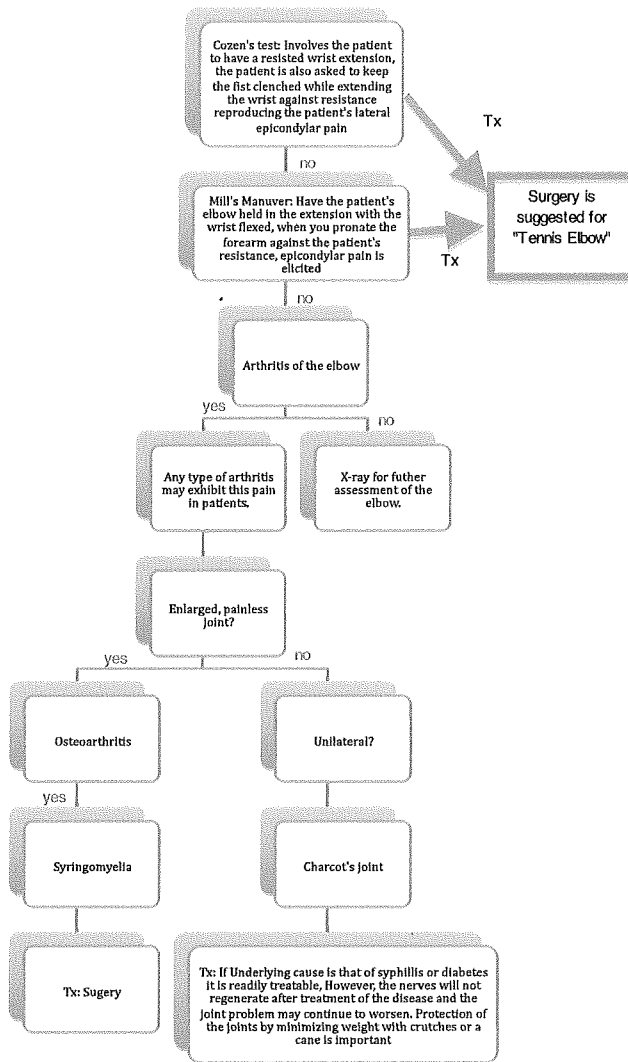 Cozen's test: Involves the patient
to have a resisted wrist extension,
the patient is also asked to keep
the fist clenched while extending
the wrist against resistance
reproducing the patient's lateral
epicondylar pain
Tx
no
Surgery is
suggested for
"Tennis Elbow"
Mill's Manuver: Have the patient's
elbow held in the extension with the
wrist flexed, when you pronate the
forearm against the patient's
resistance, epicondylar pain is
elicited
Tx
no
Arthritis of the elbow
yes
no
Any type of arthritis
may exhibit this pain
in patients.
X-ray for futher
assessment of the
elbow.
Enlarged, painless
joint?
yes
no
Osteoarthritis
Unilateral?
yes
Syringomyelia
Charcot's joint
Tx: Sugery
Tx: If Underlying cause is that of syphillis or diabetes
it is readily treatable, However, the nerves will not
regenerate after treatment of the disease and the
joint problem may continue to worsen. Protection of
the joints by minimizing weight with crutches or a
cane is important